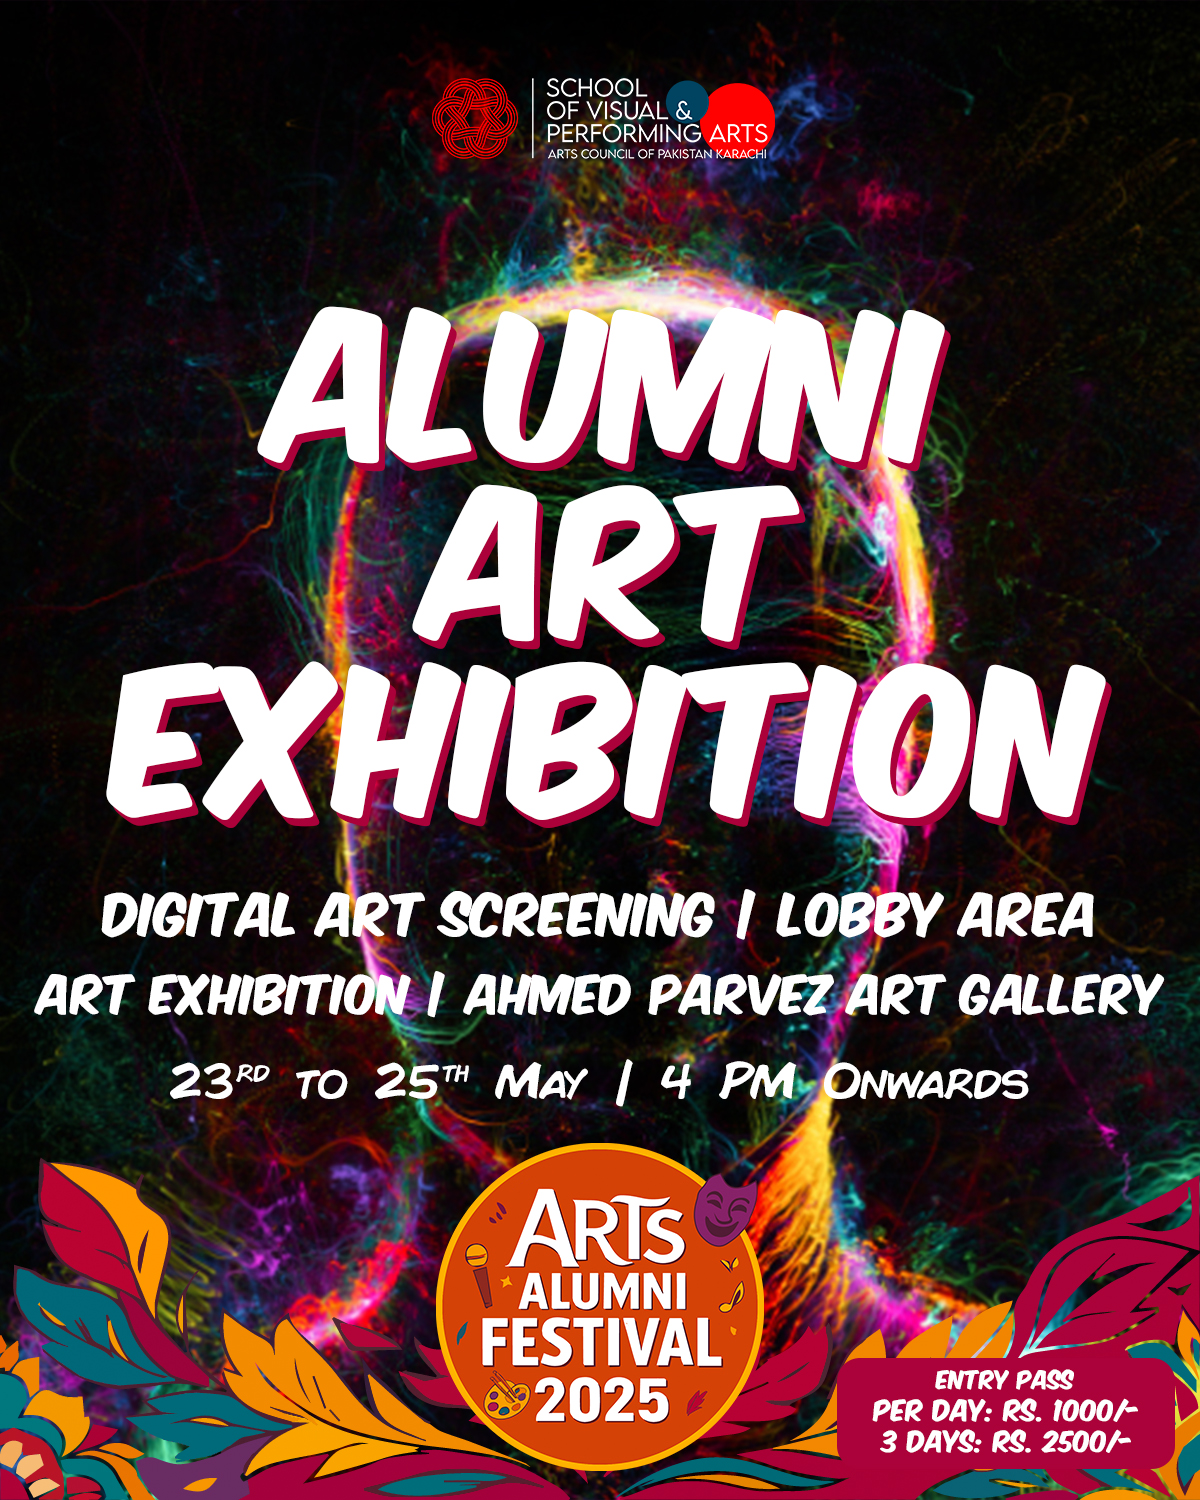 SCHOOL
OF VISUAL &
PERFORMING ARTS
ARTS COUNCIL OF PAKISTAN KARACHI
ALUMNI
ART
EXHIBITION
DIGITAL ART SCREENING | LOBBY AREA
ART EXHIBITION | AHMED PARVEZ ART GALLERY
23RD TO 25TH MAY | 4 PM ONWARDS
ARTS
ALUMNI
FESTIVAL
2025
ENTRY PASS
PER DAY: RS. 1000/-
3 DAYS: RS. 2500/-